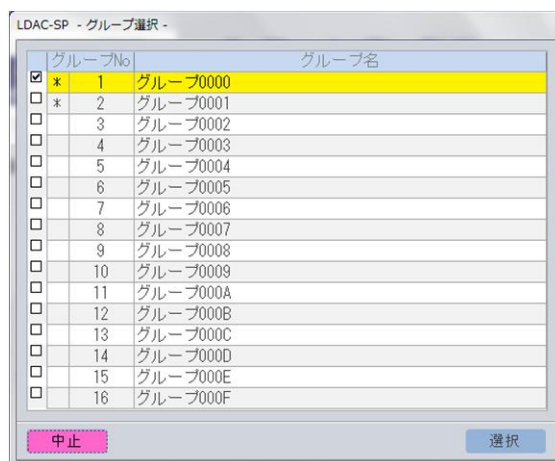 LDAC-SP - グループ選択 -
グループNo グループ名
* 1 グループ0000
* 2 グループ0001
3 グループ0002
4 グループ0003
5 グループ0004
6 グループ0005
7 グループ0006
8 グループ0007
9 グループ0008
10 グループ0009
11 グループ000A
12 グループ000B
13 グループ000C
14 グループ000D
15 グループ000E
16 グループ000F
中止 選択